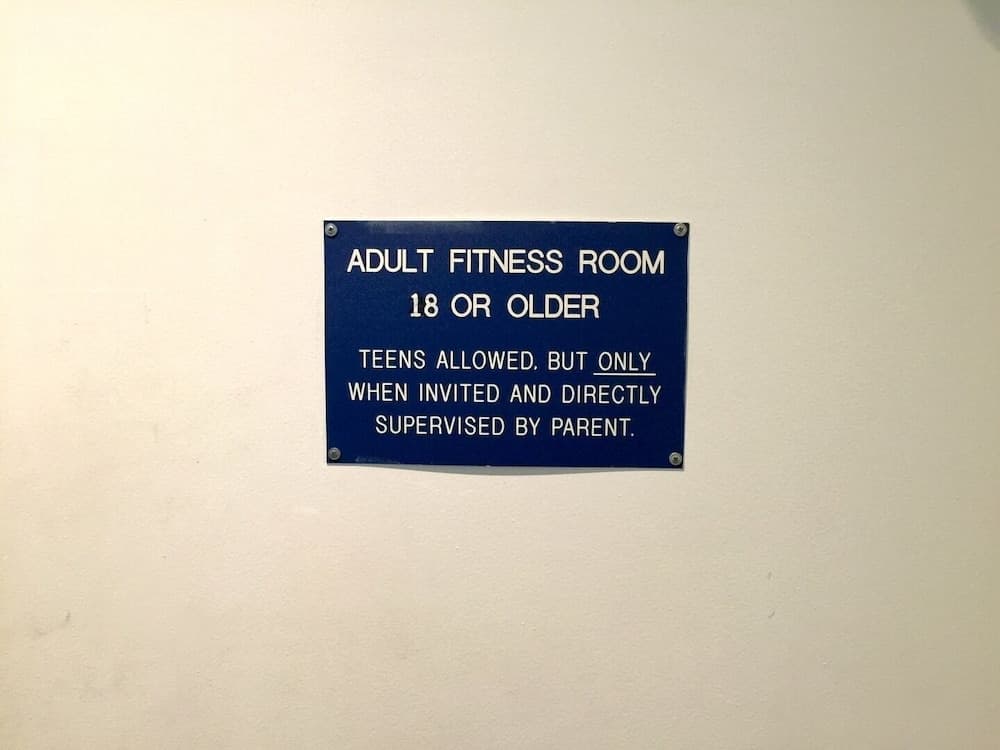 ADULT FITNESS ROOM
18 OR OLDER
TEENS ALLOWED, BUT ONLY
WHEN INVITED AND DIRECTLY
SUPERVISED BY PARENT.